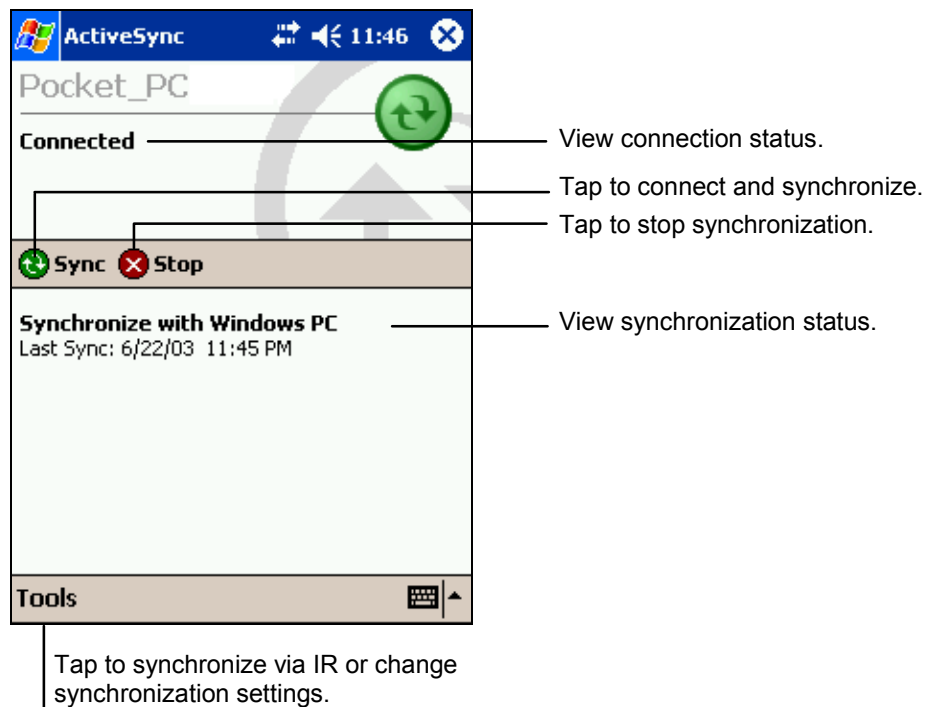 ActiveSync 11:46
Pocket_PC
Connected
View connection status.
Tap to connect and synchronize.
Tap to stop synchronization.
Sync Stop
Synchronize with Windows PC
View synchronization status.
Last Sync: 6/22/03 11:45 PM
Tools
Tap to synchronize via IR or change
synchronization settings.